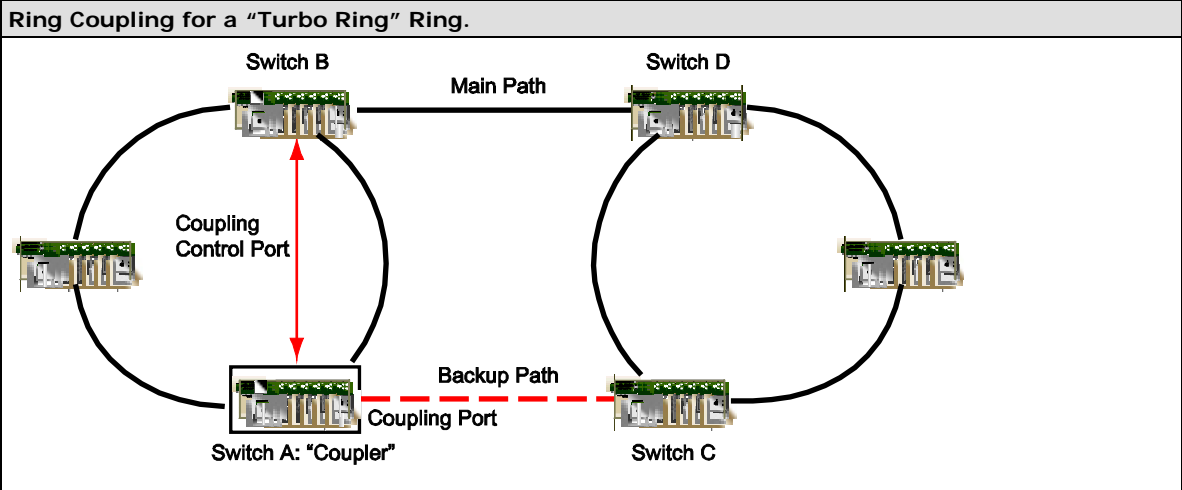 Ring Coupling for a “Turbo Ring” Ring.
Switch B
Switch D
Main Path
Coupling
Control Port
Backup Path
Coupling Port
Switch A: “Coupler”
Switch C